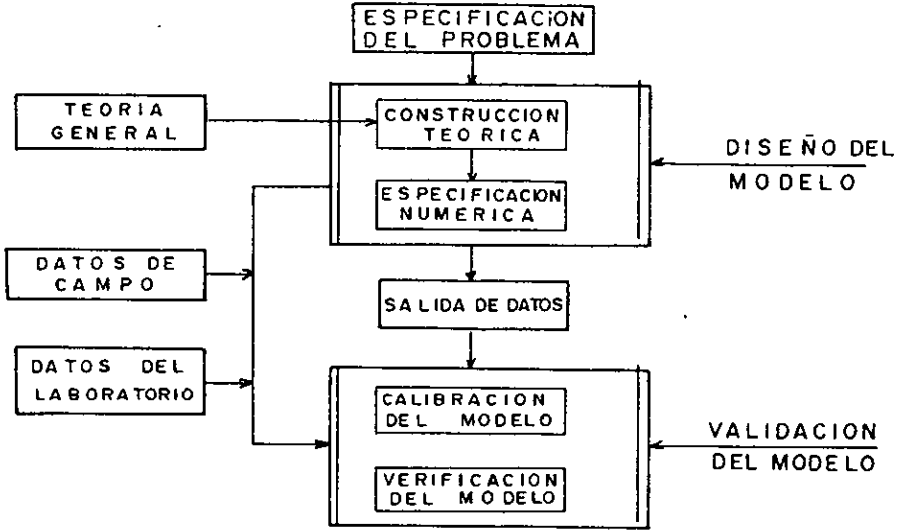 ESPECIFICACION
DEL PROBLEMA
TEORIA
GENERAL
CONSTRUCCION
TEORICA
DISEÑO DEL
MODELO
ESPECIFICACION
NUMERICA
DATOS DE
CAMPO
SALIDA DE DATOS
DATOS DEL
LABORATORIO
CALIBRACION
DEL MODELO
VALIDACION
DEL MODELO
VERIFICACION
DEL MODELO